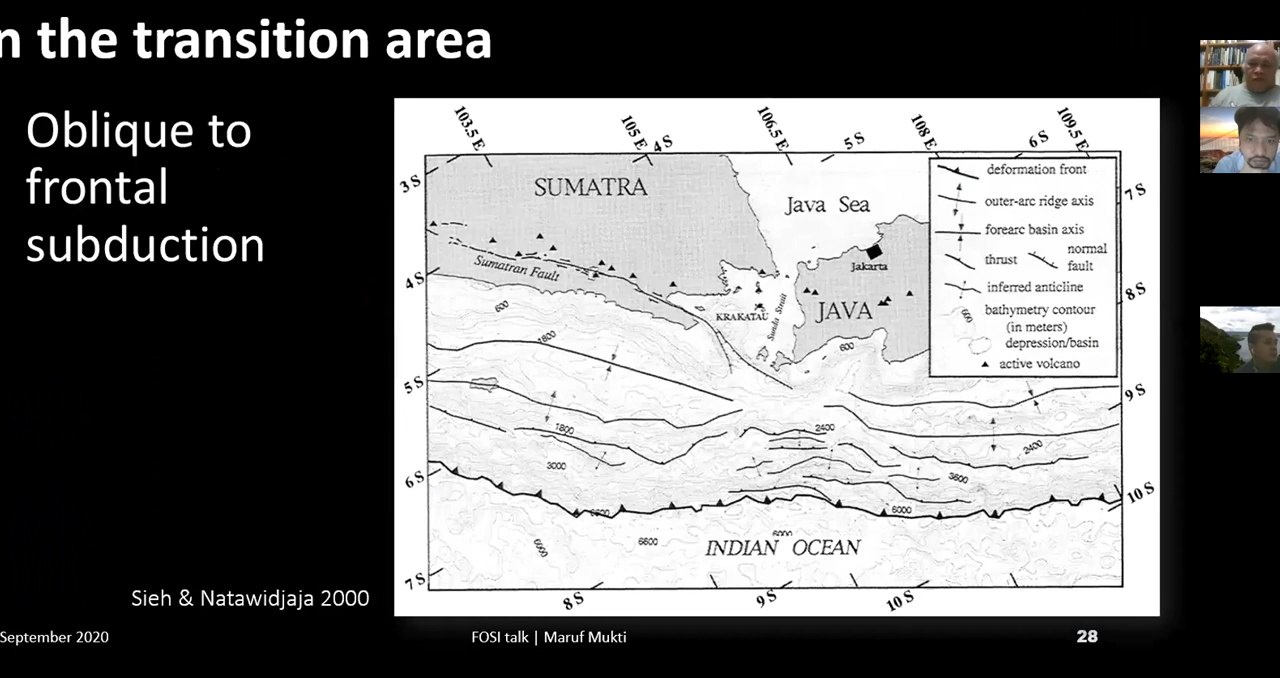 n the transition area
Oblique to
frontal
subduction
103.5 E
105 E
4 S
106.5 E
5 S
108 E
6 S
109.5 E
3 S
4 S
5 S
6 S
7 S
7 S
8 S
9 S
10 S
8 S
9 S
10 S
SUMATRA
Java Sea
Sumatran Fault
Jakarta
JAVA
KRAKATAU
Sunda Strait
INDIAN OCEAN
600
1800
600
1800
3000
2400
2400
3600
6000
6000
6600
6600
deformation front
outer-arc ridge axis
forearc basin axis
thrust
normal
fault
inferred anticline
600
bathymetry contour
(in meters)
depression/basin
active volcano
Sieh & Natawidjaja 2000
September 2020
FOSI talk | Maruf Mukti
28